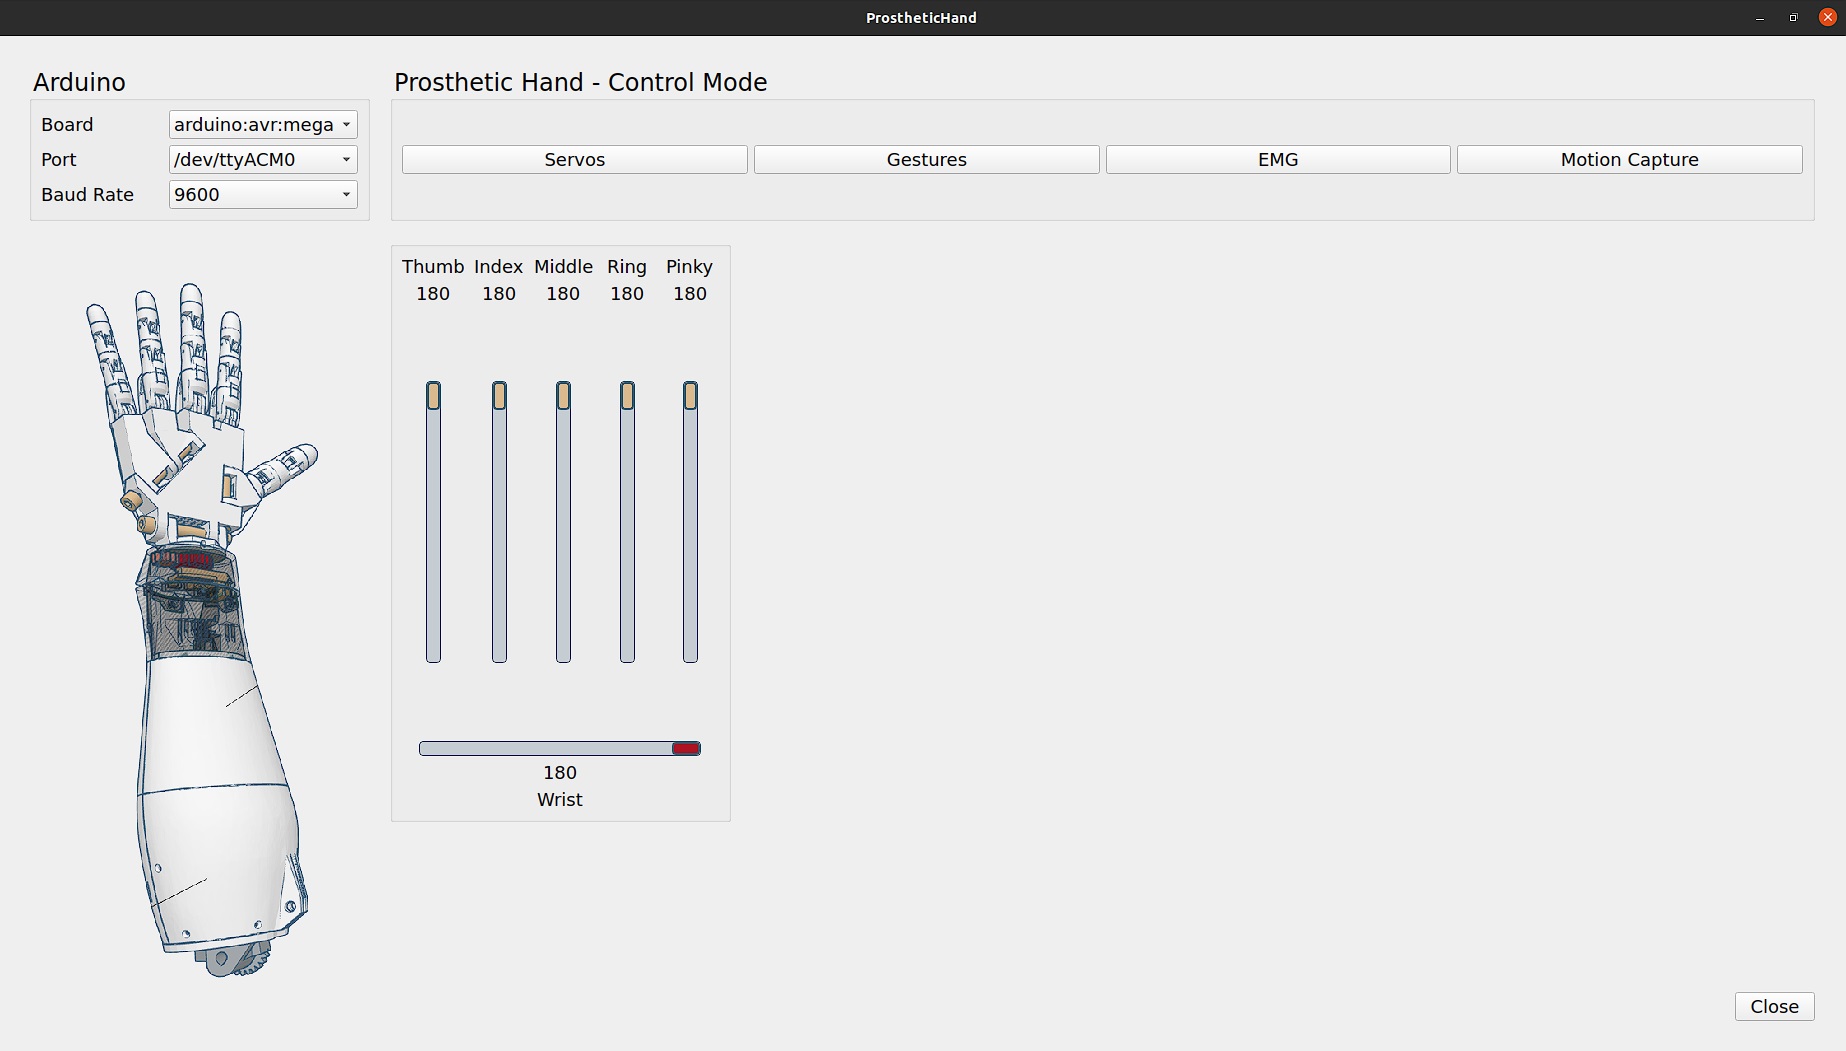 ProstheticHand
Arduino
Board arduino:avr:mega
Port /dev/ttyACM0
Baud Rate 9600
Prosthetic Hand - Control Mode
Servos Gestures EMG Motion Capture
Thumb Index Middle Ring Pinky
180 180 180 180 180
180
Wrist
Close